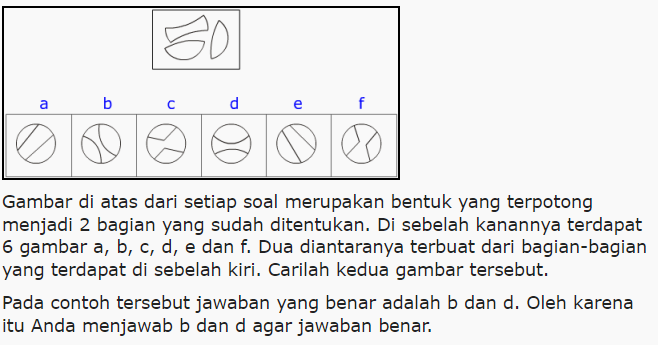 a b c d e f
Gambar di atas dari setiap soal merupakan bentuk yang terpotong
menjadi 2 bagian yang sudah ditentukan. Di sebelah kanannya terdapat
6 gambar a, b, c, d, e dan f. Dua diantaranya terbuat dari bagian-bagian
yang terdapat di sebelah kiri. Carilah kedua gambar tersebut.
Pada contoh tersebut jawaban yang benar adalah b dan d. Oleh karena
itu Anda menjawab b dan d agar jawaban benar.